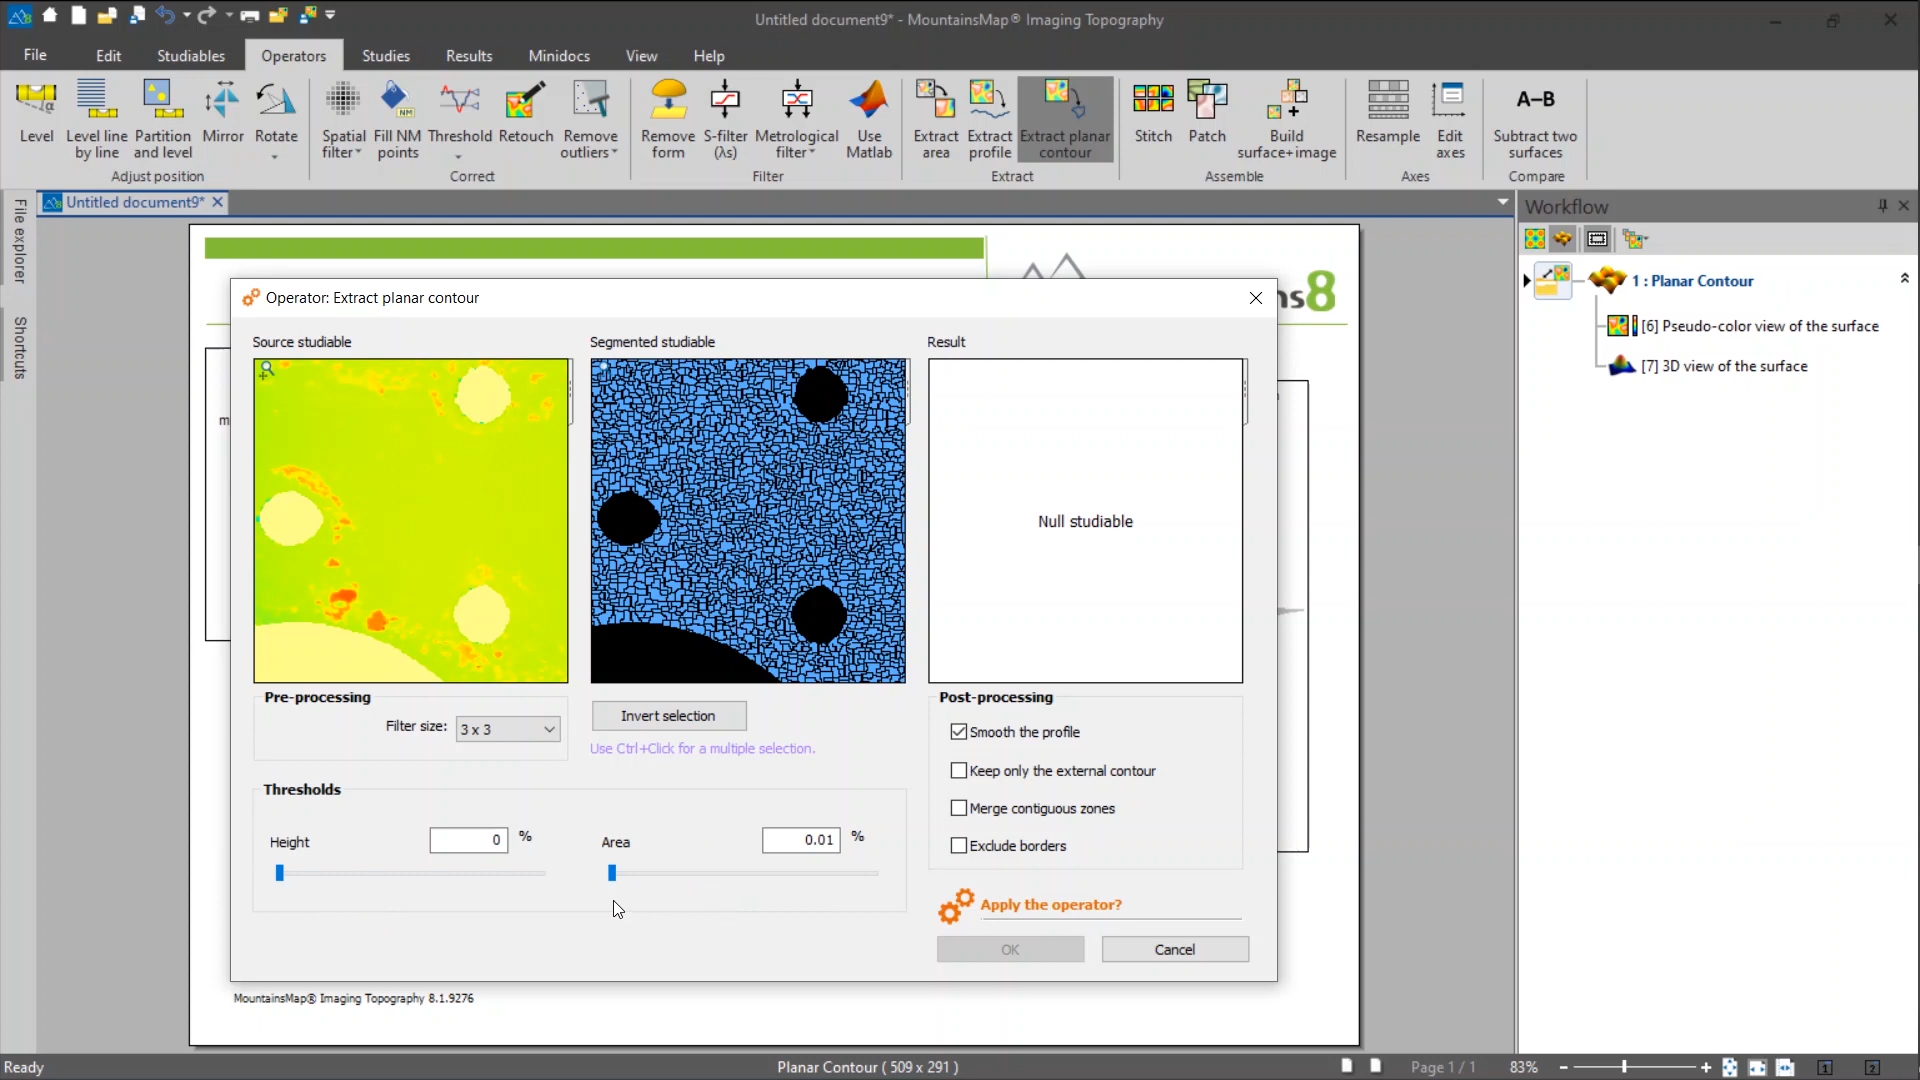 Untitled document9* - MountainsMap® Imaging Topography
File Edit Studiables Operators Studies Results Minidocs View Help
Level
Level line by line
Partition and level
Mirror
Rotate
Adjust position
Spatial filter
Fill NM points
NM
Threshold
Retouch
Remove outliers
Correct
Remove form
S-filter (λs)
Metrological filter
Use Matlab
Filter
Extract area
Extract profile
Extract planar contour
Extract
Stitch
Patch
Build surface+image
Assemble
Resample
Edit axes
Axes
A-B
Subtract two surfaces
Compare
File explorer
Shortcuts
Untitled document9*
ns8
m
Operator: Extract planar contour
Source studiable
Segmented studiable
Result
Null studiable
Pre-processing
Filter size: 3 x 3
Invert selection
Use Ctrl+Click for a multiple selection.
Thresholds
Height 0 %
Area 0.01 %
Post-processing
Smooth the profile
Keep only the external contour
Merge contiguous zones
Exclude borders
Apply the operator?
OK
Cancel
MountainsMap® Imaging Topography 8.1.9276
Workflow
1 : Planar Contour
[6] Pseudo-color view of the surface
[7] 3D view of the surface
Ready
Planar Contour ( 509 x 291 )
Page 1 / 1
83%
1
2